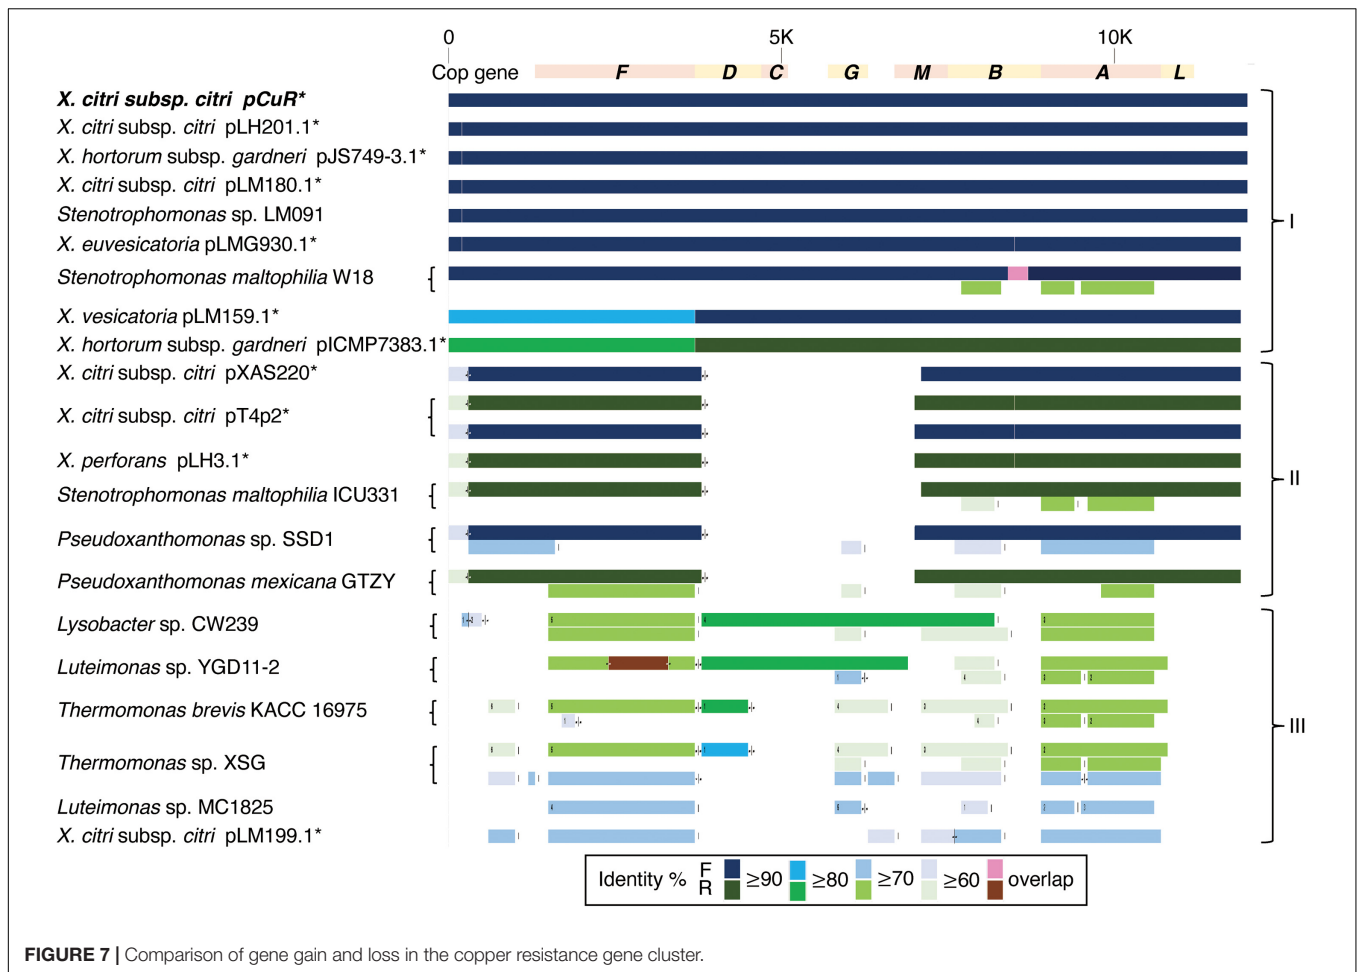 0 5K 10K
Cop gene F D C G M B A L
X. citri subsp. citri pCuR*
X. citri subsp. citri pLH201.1*
X. hortorum subsp. gardneri pJS749-3.1*
X. citri subsp. citri pLM180.1*
Stenotrophomonas sp. LM091
I
X. euvesicatoria pLMG930.1*
Stenotrophomonas maltophilia W18
X. vesicatoria pLM159.1*
X. hortorum subsp. gardneri pICMP7383.1*
X. citri subsp. citri pXAS220*
X. citri subsp. citri pT4p2*
X. perforans pLH3.1*
II
Stenotrophomonas maltophilia ICU331
Pseudoxanthomonas sp. SSD1
Pseudoxanthomonas mexicana GTZY
Lysobacter sp. CW239
Luteimonas sp. YGD11-2
Thermomonas brevis KACC 16975
III
Thermomonas sp. XSG
Luteimonas sp. MC1825
X. citri subsp. citri pLM199.1*
Identity % F R ≥90 ≥80 ≥70 ≥60 overlap
FIGURE 7 | Comparison of gene gain and loss in the copper resistance gene cluster.